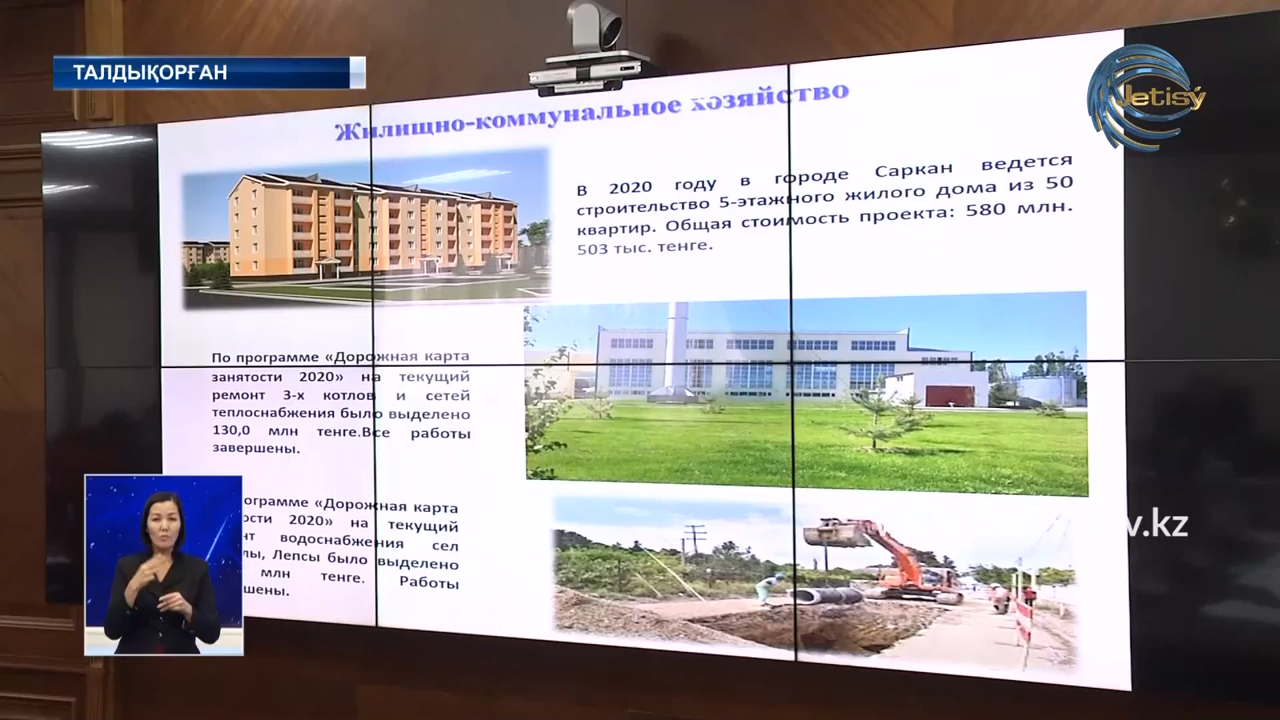 ТАЛДЫҚОРҒАН
Jetisý
Жилищно-коммунальное хозяйство
В 2020 году в городе Саркан ведется
строительство 5-этажного жилого дома из 50
квартир. Общая стоимость проекта: 580 млн.
503 тыс. тенге.
По программе «Дорожная карта
занятости 2020» на текущий
ремонт 3-х котлов и сетей
теплоснабжения было выделено
130,0 млн тенге.Все работы
завершены.
«Дорожная карта
2020» на текущий
водоснабжения сел
Лепсы было выделено
млн тенге. Работы
v.kz